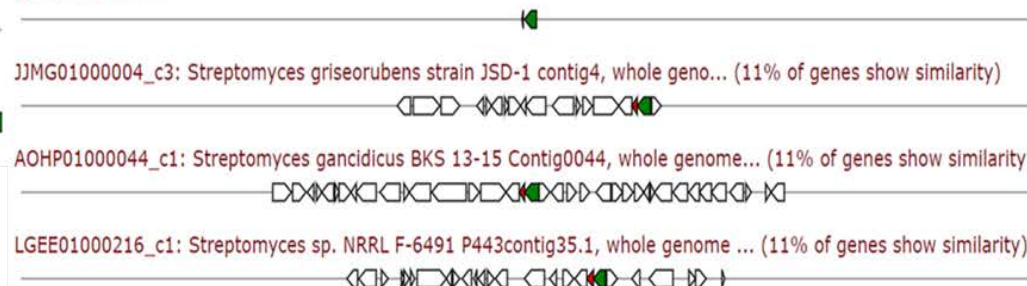 JJMG01000004_c3: Streptomyces griseorubens strain JSD-1 contig4, whole geno... (11% of genes show similarity)
AOHP01000044_c1: Streptomyces gancidicus BKS 13-15 Contig0044, whole genome... (11% of genes show similarity
LGEE01000216_c1: Streptomyces sp. NRRL F-6491 P443contig35.1, whole genome ... (11% of genes show similarity)